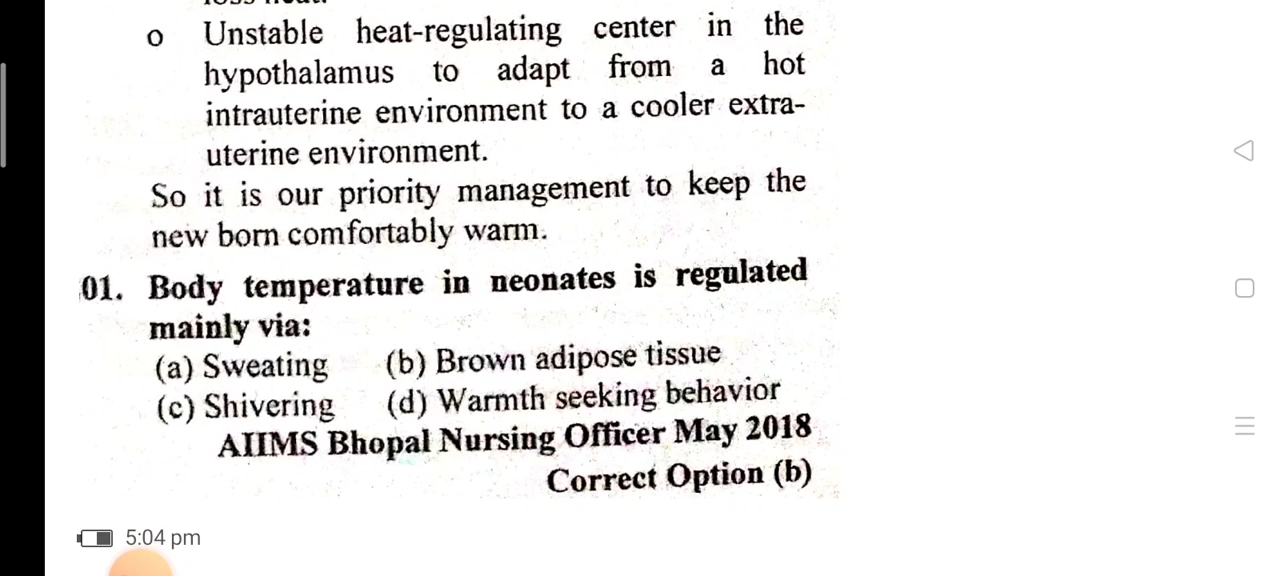 o Unstable heat-regulating center in the
hypothalamus to adapt from a hot
intrauterine environment to a cooler extra-
uterine environment.
So it is our priority management to keep the
new born comfortably warm.
01. Body temperature in neonates is regulated
mainly via:
(a) Sweating (b) Brown adipose tissue
(c) Shivering (d) Warmth seeking behavior
AIIMS Bhopal Nursing Officer May 2018
Correct Option (b)
5:04 pm